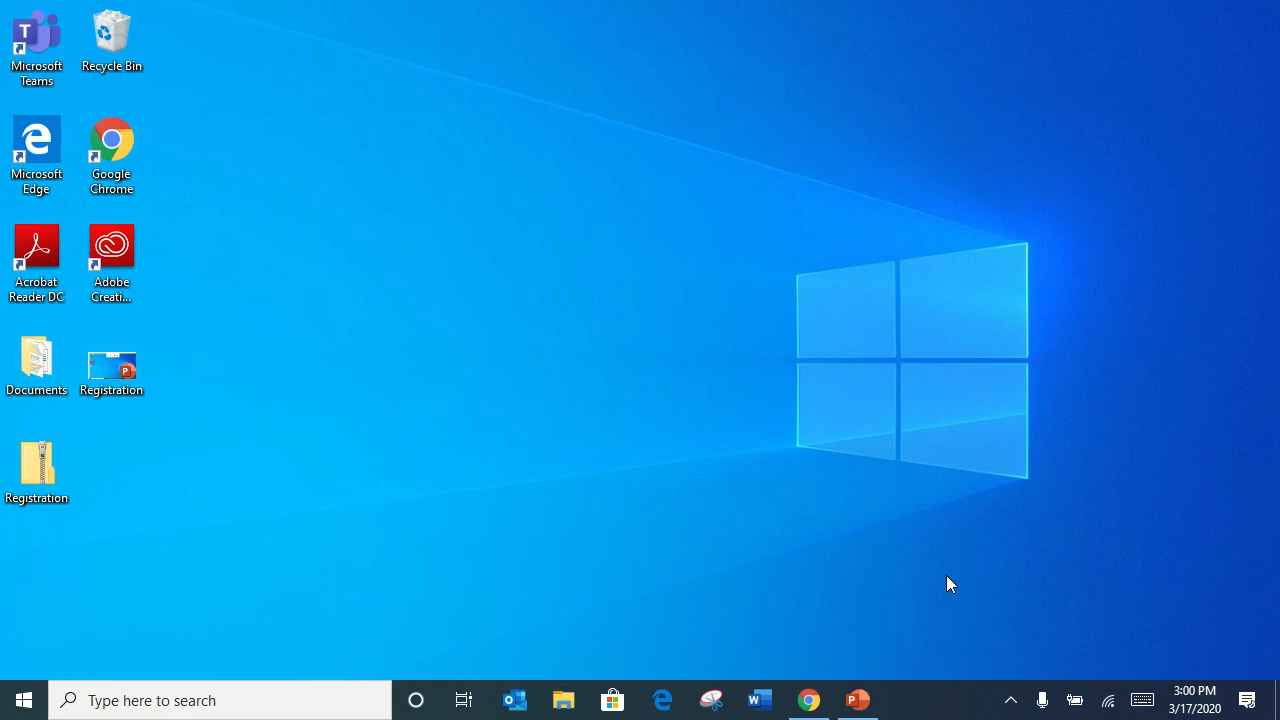 Microsoft
Teams
Recycle Bin
Microsoft
Edge
Google
Chrome
Acrobat
Reader DC
Adobe
Creati...
Documents
Registration
Registration
Type here to search
3:00 PM
3/17/2020